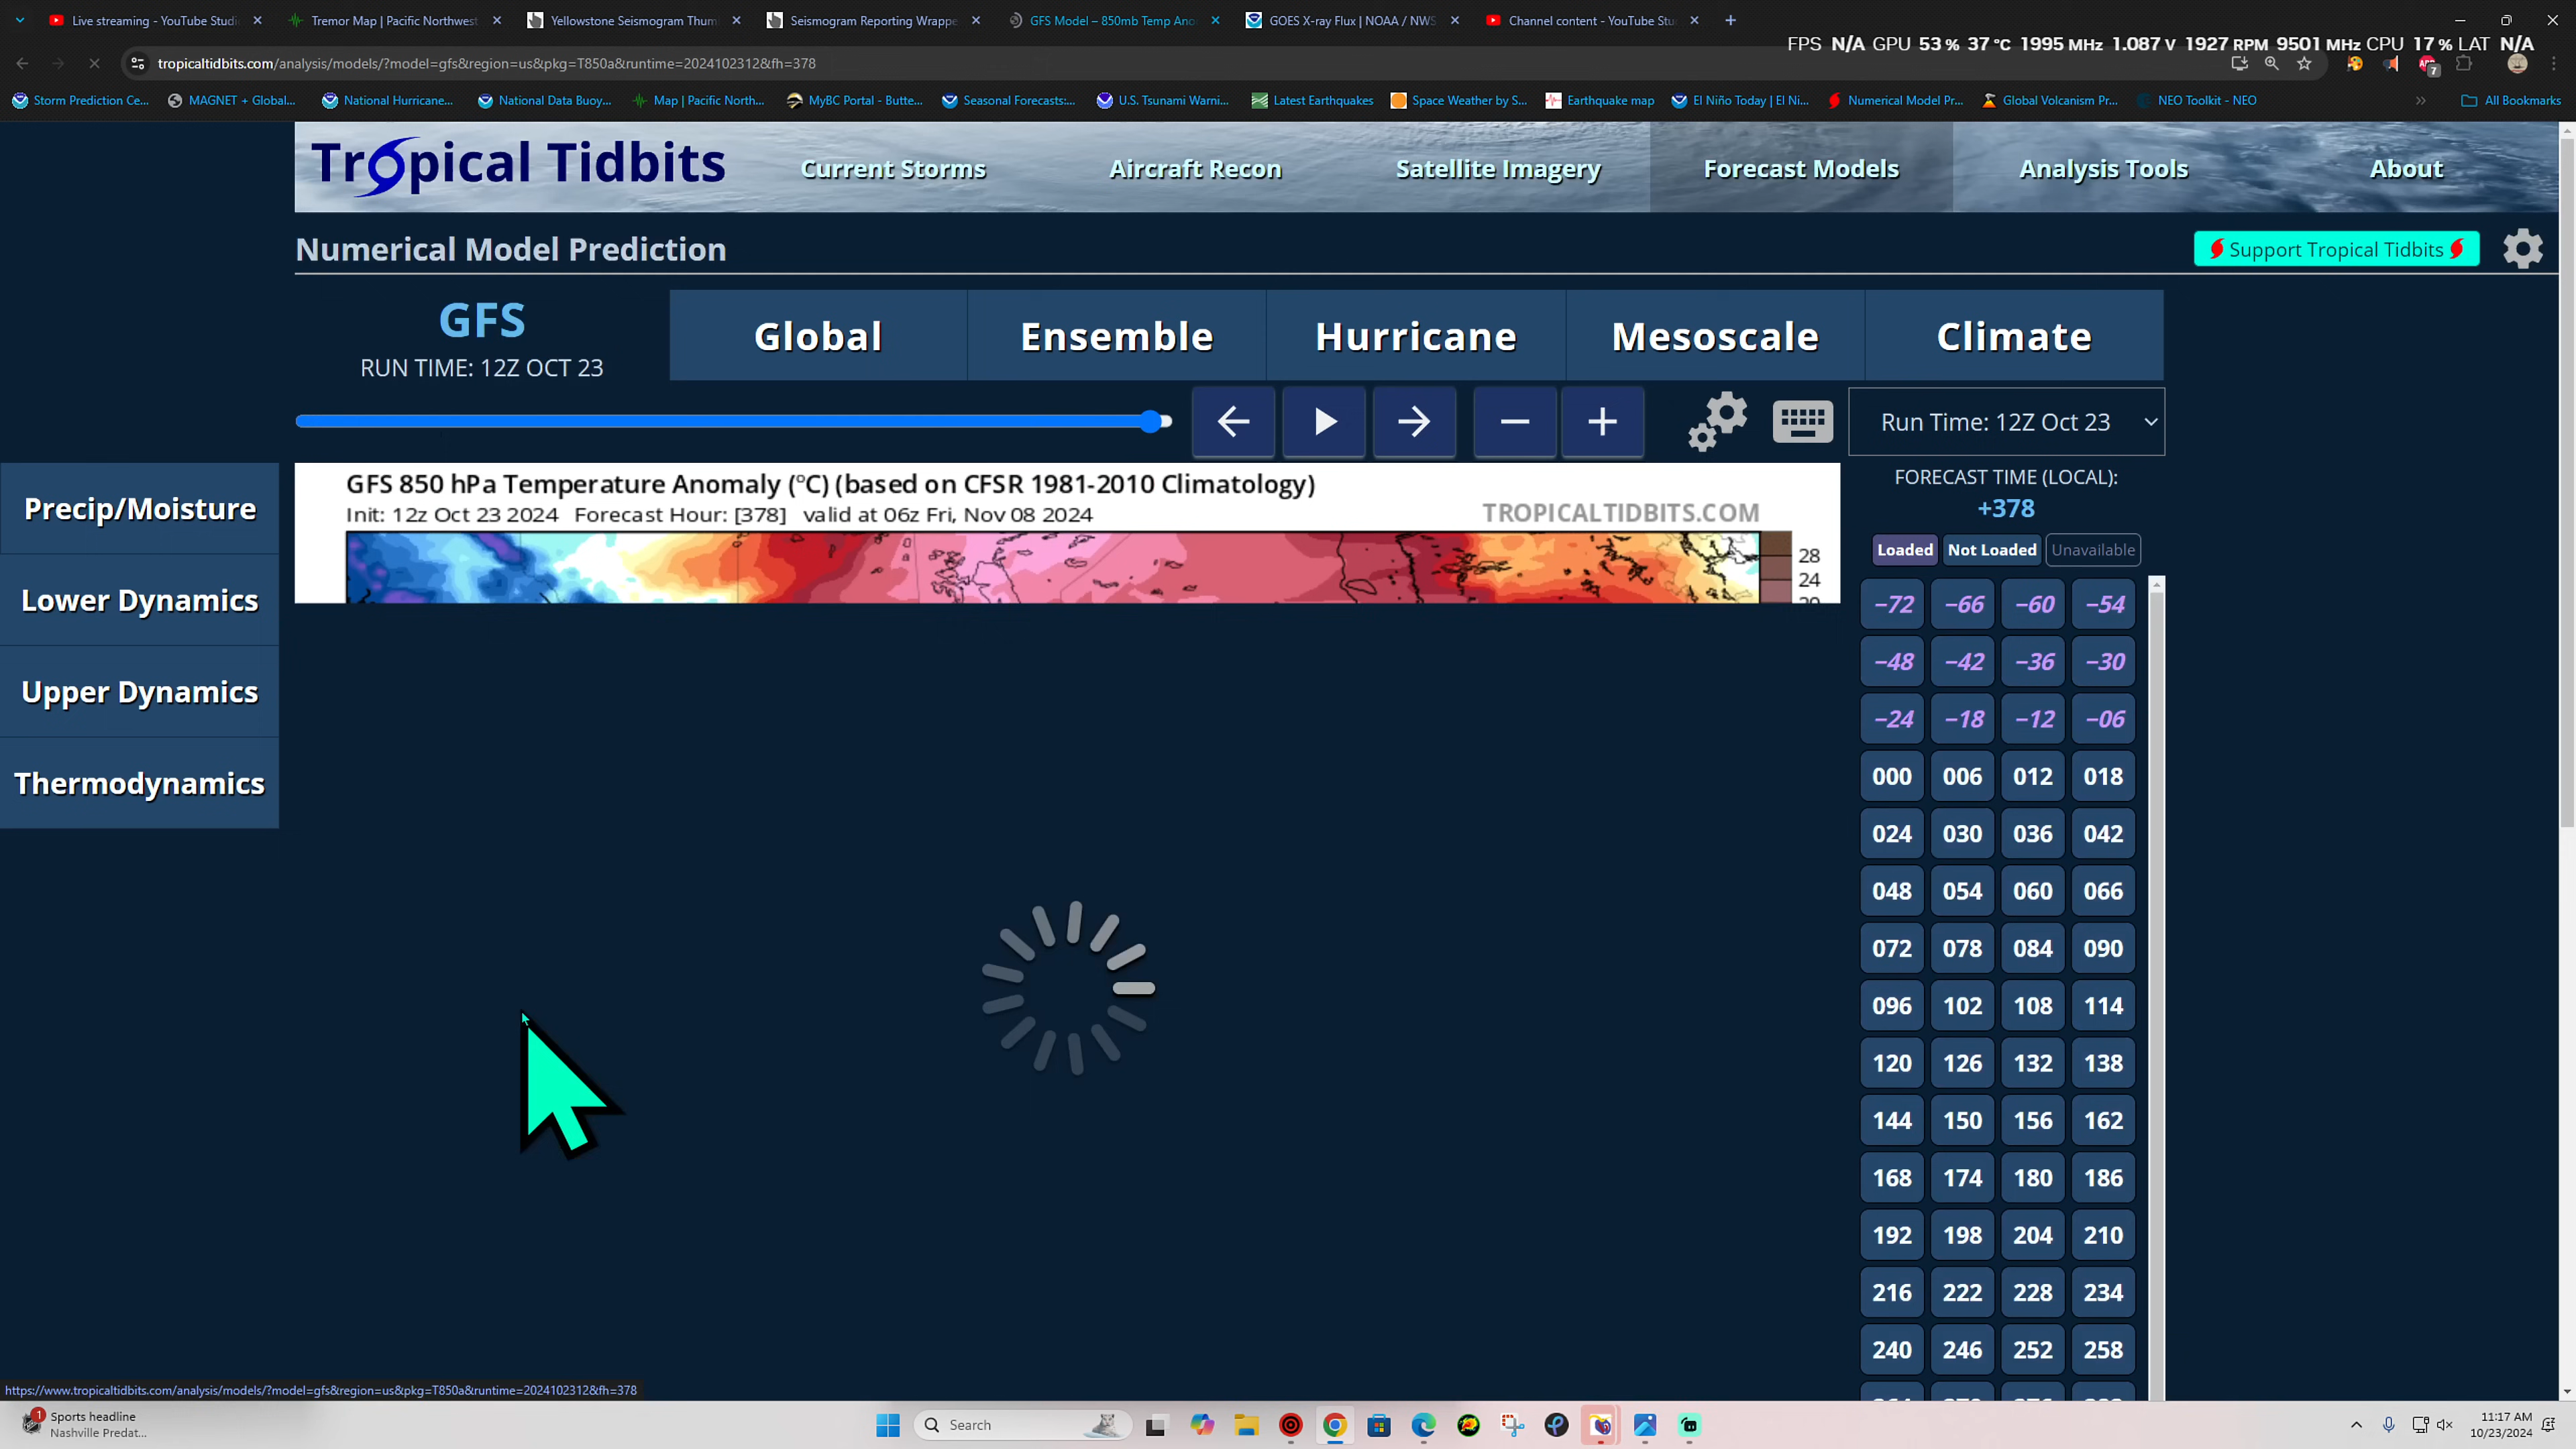 Live streaming - YouTube Studi
Tremor Map | Pacific Northwest
Yellowstone Seismogram Thum
Seismogram Reporting Wrappe
GFS Model – 850mb Temp Ano
GOES X-ray Flux | NOAA / NWS
Channel content - YouTube Stu
FPS N/A GPU 53 % 37 °C 1995 MHz 1.087 V 1927 RPM 9501 MHz CPU 17 % LAT N/A
tropicaltidbits.com/analysis/models/?model=gfs&region=us&pkg=T850a&runtime=2024102312&fh=378
7
Storm Prediction Ce...
MAGNET + Global...
National Hurricane...
National Data Buoy...
Map | Pacific North...
MyBC Portal - Butte...
Seasonal Forecasts:...
U.S. Tsunami Warni...
Latest Earthquakes
Space Weather by S...
Earthquake map
El Niño Today | El Ni...
Numerical Model Pr...
Global Volcanism Pr...
NEO Toolkit - NEO
All Bookmarks
Tropical Tidbits
Current Storms
Aircraft Recon
Satellite Imagery
Forecast Models
Analysis Tools
About
Numerical Model Prediction
Support Tropical Tidbits
GFS
RUN TIME: 12Z OCT 23
Global
Ensemble
Hurricane
Mesoscale
Climate
Run Time: 12Z Oct 23
Precip/Moisture
Lower Dynamics
Upper Dynamics
Thermodynamics
GFS 850 hPa Temperature Anomaly (°C) (based on CFSR 1981-2010 Climatology)
Init: 12z Oct 23 2024 Forecast Hour: [378] valid at 06z Fri, Nov 08 2024
TROPICALTIDBITS.COM
28
24
FORECAST TIME (LOCAL):
+378
Loaded Not Loaded Unavailable
−72 −66 −60 −54
−48 −42 −36 −30
−24 −18 −12 −06
000 006 012 018
024 030 036 042
048 054 060 066
072 078 084 090
096 102 108 114
120 126 132 138
144 150 156 162
168 174 180 186
192 198 204 210
216 222 228 234
240 246 252 258
https://www.tropicaltidbits.com/analysis/models/?model=gfs&region=us&pkg=T850a&runtime=2024102312&fh=378
1
Sports headline
Nashville Predat...
Search
11:17 AM
10/23/2024